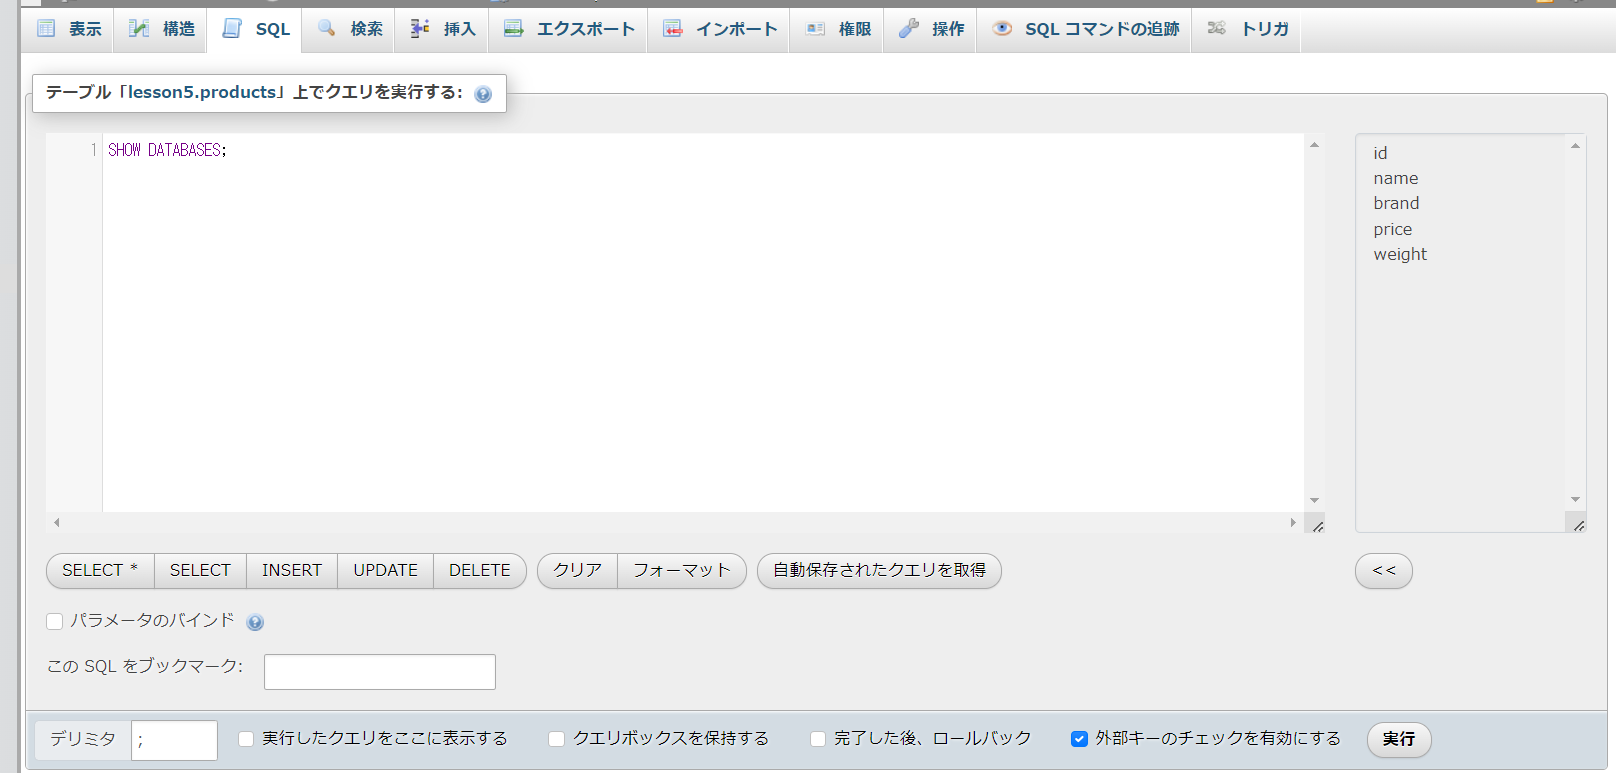 表示 構造 SQL 検索 挿入 エクスポート インポート 権限 操作 SQL コマンドの追跡 トリガ
テーブル「lesson5.products」上でクエリを実行する:
1 SHOW DATABASES;
id
name
brand
price
weight
SELECT * SELECT INSERT UPDATE DELETE クリア フォーマット 自動保存されたクエリを取得 <<
パラメータのバインド
この SQL をブックマーク:
デリミタ ; 実行したクエリをここに表示する クエリボックスを保持する 完了した後、ロールバック 外部キーのチェックを有効にする 実行